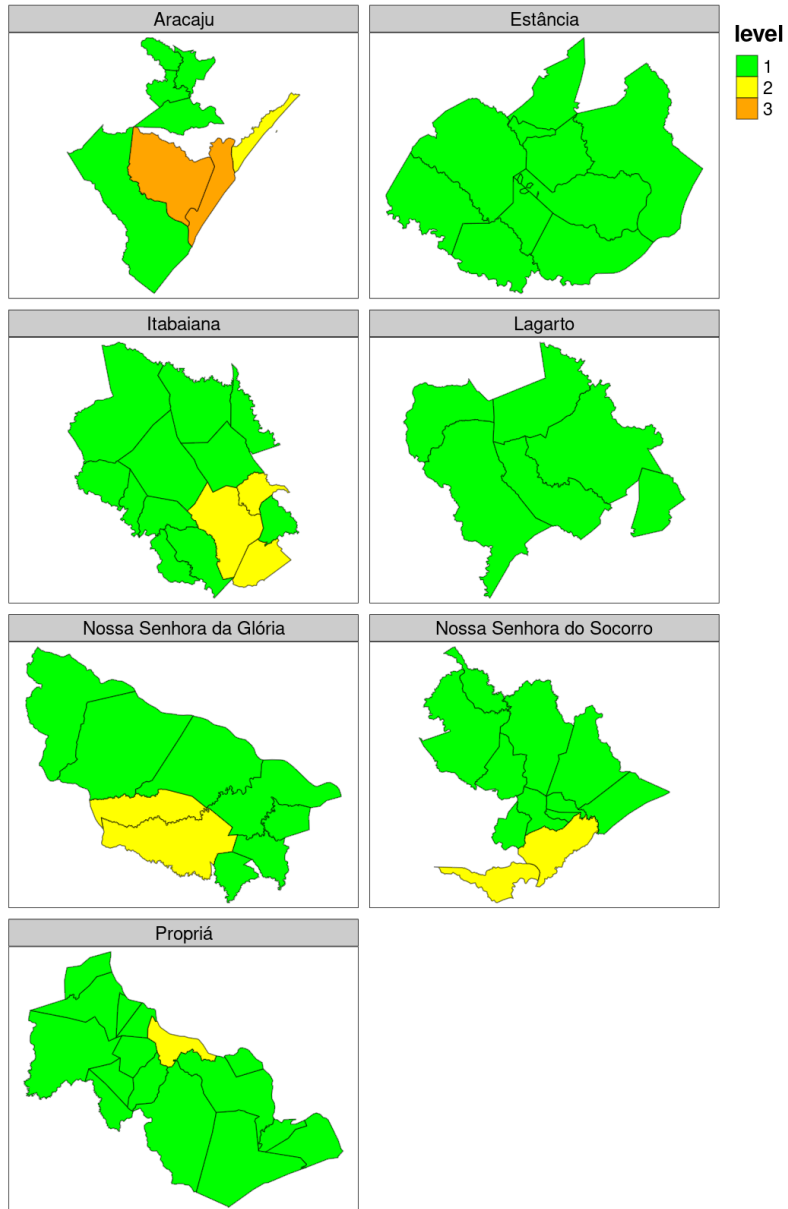 Aracaju
Estância
level
1
2
3
Itabaiana
Lagarto
Nossa Senhora da Glória
Nossa Senhora do Socorro
Propriá